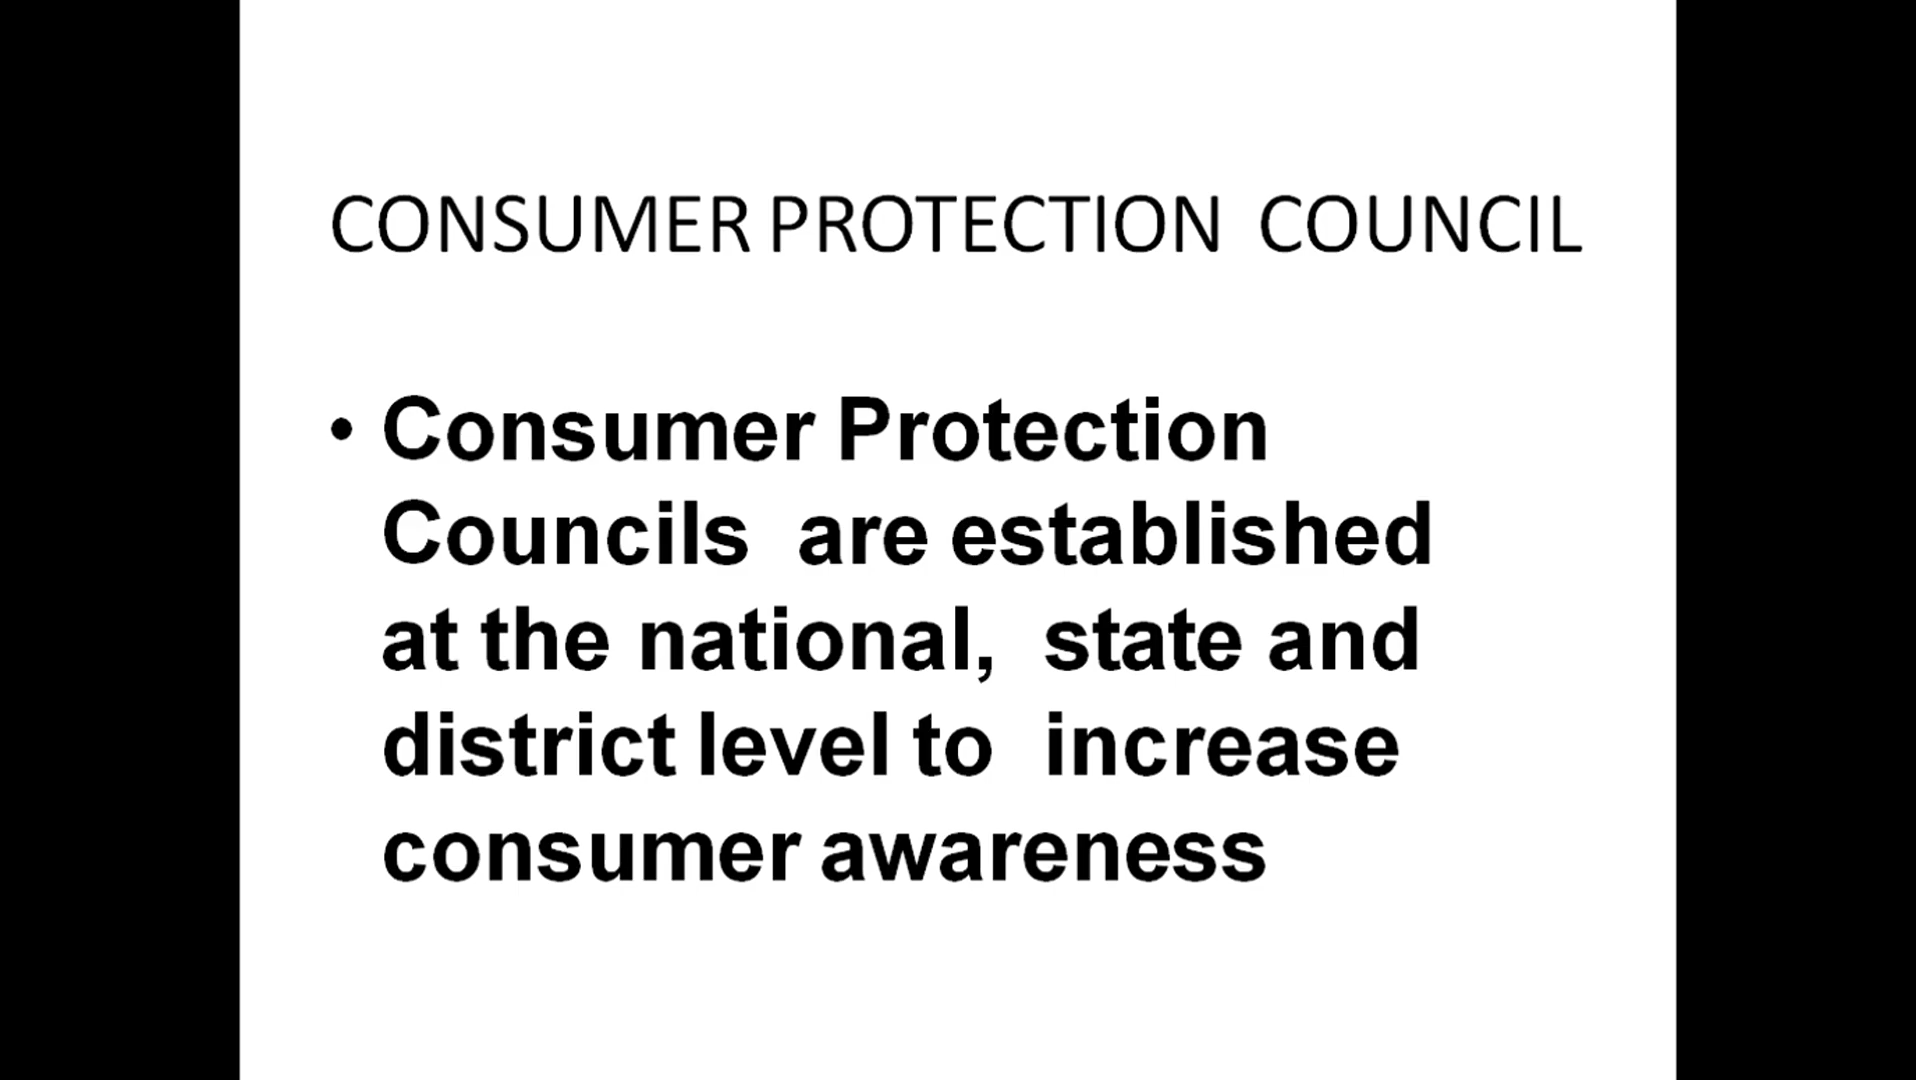 CONSUMER PROTECTION COUNCIL
• Consumer Protection
Councils are established
at the national, state and
district level to increase
consumer awareness